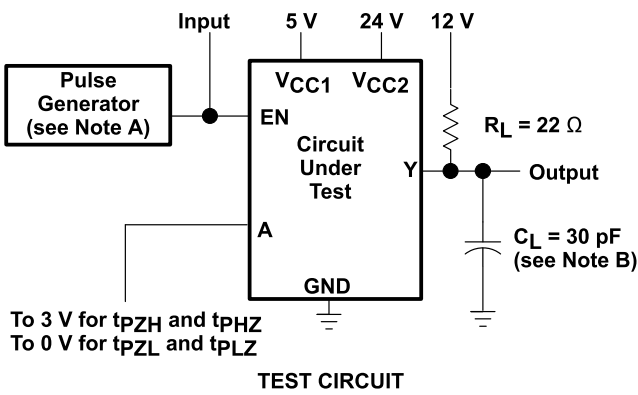 Input
5 V
24 V
12 V
Pulse
Generator
(see Note A)
VCC1
VCC2
EN
Circuit
Under
Test
RL = 22 Ω
Y
Output
A
CL = 30 pF
(see Note B)
GND
To 3 V for tPZH and tPHZ
To 0 V for tPZL and tPLZ
TEST CIRCUIT